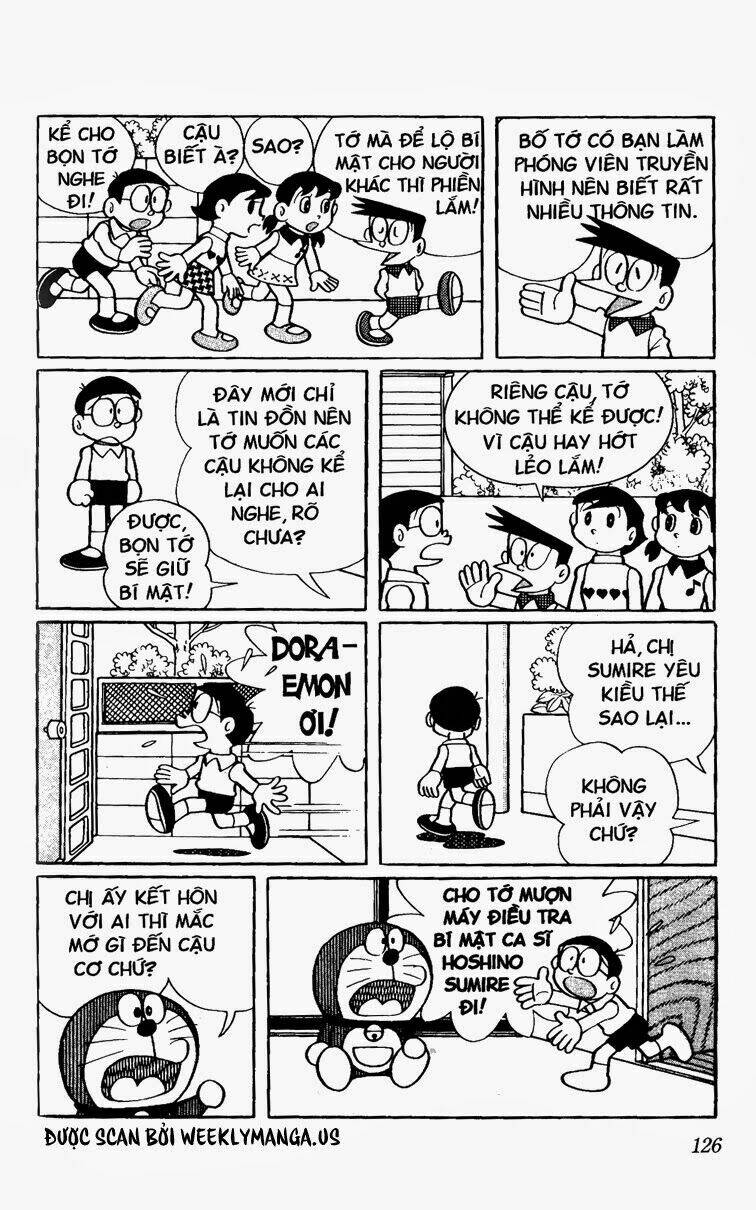 KỂ CHO
BỌN TỚ
NGHE
ĐI!
CẬU
BIẾT À?
SAO?
TỚ MÀ ĐỂ LỘ BÍ
MẬT CHO NGƯỜI
KHÁC THÌ PHIỀN
LẮM!
BỐ TỚ CÓ BẠN LÀM
PHÓNG VIÊN TRUYỀN
HÌNH NÊN BIẾT RẤT
NHIỀU THÔNG TIN.
ĐÂY MỚI CHỈ
LÀ TIN ĐỒN NÊN
TỚ MUỐN CÁC
CẬU KHÔNG KỂ
LẠI CHO AI
NGHE, RÕ
CHƯA?
ĐƯỢC,
BỌN TỚ
SẼ GIỮ
BÍ MẬT!
RIÊNG CẬU, TỚ
KHÔNG THỂ KỂ ĐƯỢC!
VÌ CẬU HAY HỚT
LẺO LẮM!
DORA-
EMON
ƠI!
HẢ, CHỊ
SUMIRE YÊU
KIỀU THẾ
SAO LẠI...
KHÔNG
PHẢI VẬY
CHỨ?
CHỊ ẤY KẾT HÔN
VỚI AI THÌ MẮC
MỚ GÌ ĐẾN CẬU
CƠ CHỨ?
CHO TỚ MƯỢN
MÁY ĐIỀU TRA
BÍ MẬT CA SĨ
HOSHINO
SUMIRE
ĐI!
ĐƯỢC SCAN BỞI WEEKLYMANGA.US
126